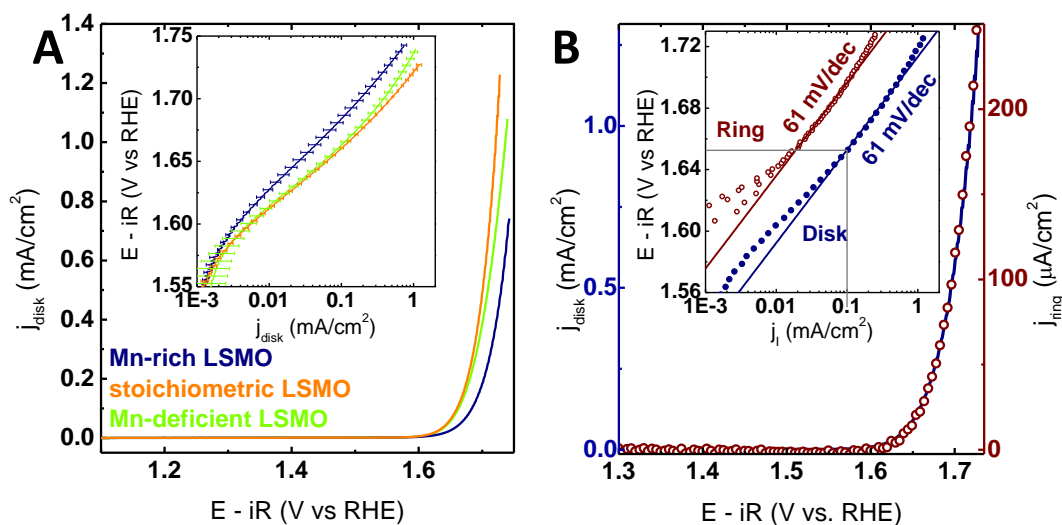 A
1.4
1.2
1.0
0.8
0.6
0.4
0.2
0.0
j_disk (mA/cm²)
1.2
1.4
1.6
E - iR (V vs RHE)
1.75
1.70
1.65
1.60
1.55
E - iR (V vs RHE)
1E-3
0.01
0.1
1
j_disk (mA/cm²)
Mn-rich LSMO
stoichiometric LSMO
Mn-deficient LSMO
B
1.0
0.5
0.0
j_disk (mA/cm²)
1.3
1.4
1.5
1.6
1.7
E - iR (V vs. RHE)
200
100
0
j_ring (μA/cm²)
1.72
1.68
1.64
1.60
1.56
E - iR (V vs RHE)
1E-3
0.01
0.1
1
j_l (mA/cm²)
Ring
61 mV/dec
61 mV/dec
Disk